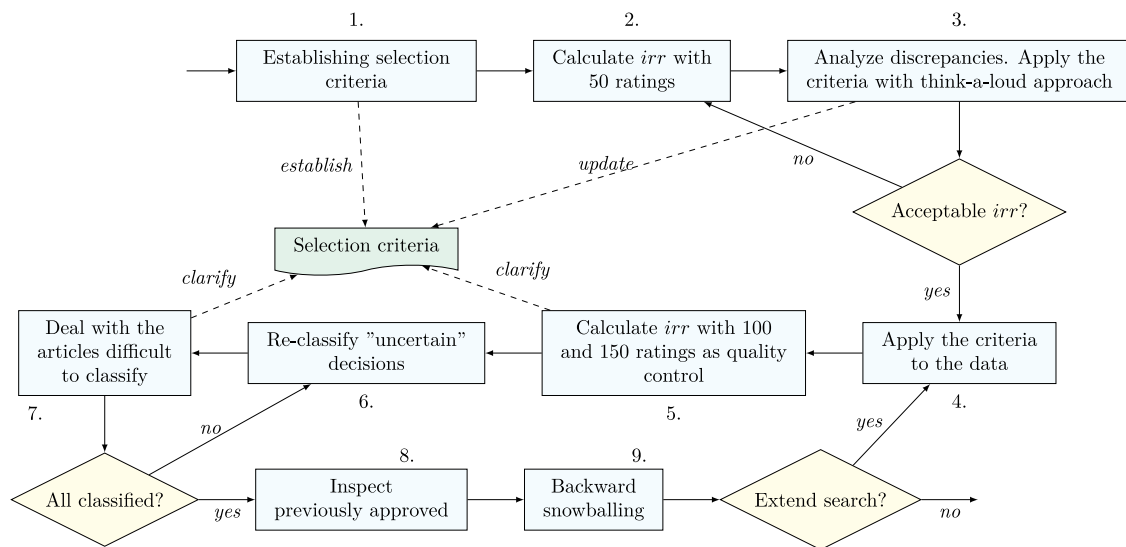 1.
2.
3.
Establishing selection
criteria
Calculate irr with
50 ratings
Analyze discrepancies. Apply the
criteria with think-a-loud approach
establish
update
no
Acceptable irr?
Selection criteria
clarify
clarify
yes
Deal with the
articles difficult
to classify
Re-classify ”uncertain”
decisions
Calculate irr with 100
and 150 ratings as quality
control
Apply the criteria
to the data
7.
6.
5.
4.
no
yes
8.
9.
All classified?
yes
Inspect
previously approved
Backward
snowballing
Extend search?
no